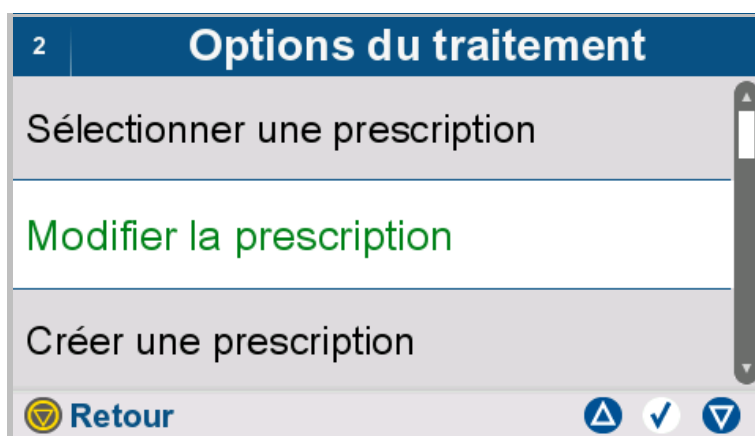 2 Options du traitement
Sélectionner une prescription
Modifier la prescription
Créer une prescription
Retour